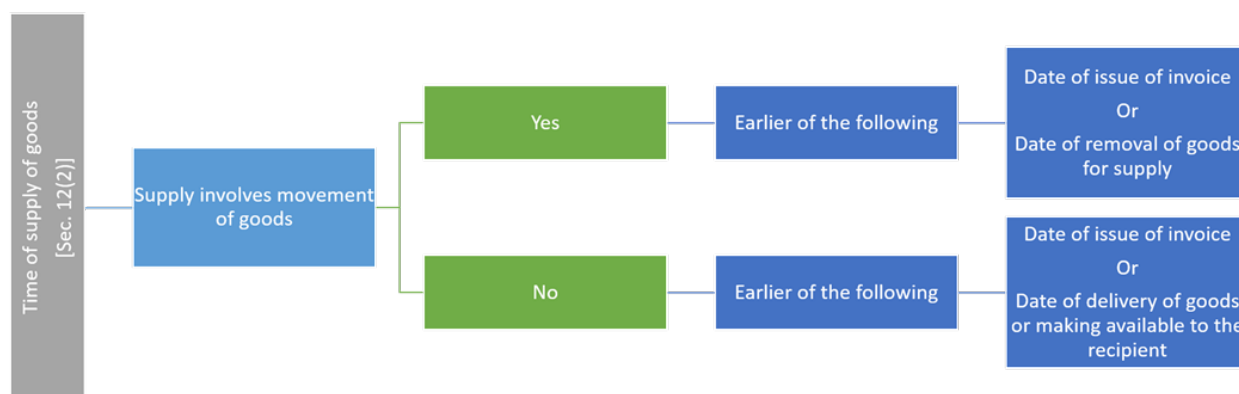 Time of supply of goods
[Sec. 12(2)]
Supply involves movement
of goods
Yes
Earlier of the following
Date of issue of invoice
Or
Date of removal of goods
for supply
No
Earlier of the following
Date of issue of invoice
Or
Date of delivery of goods
or making available to the
recipient